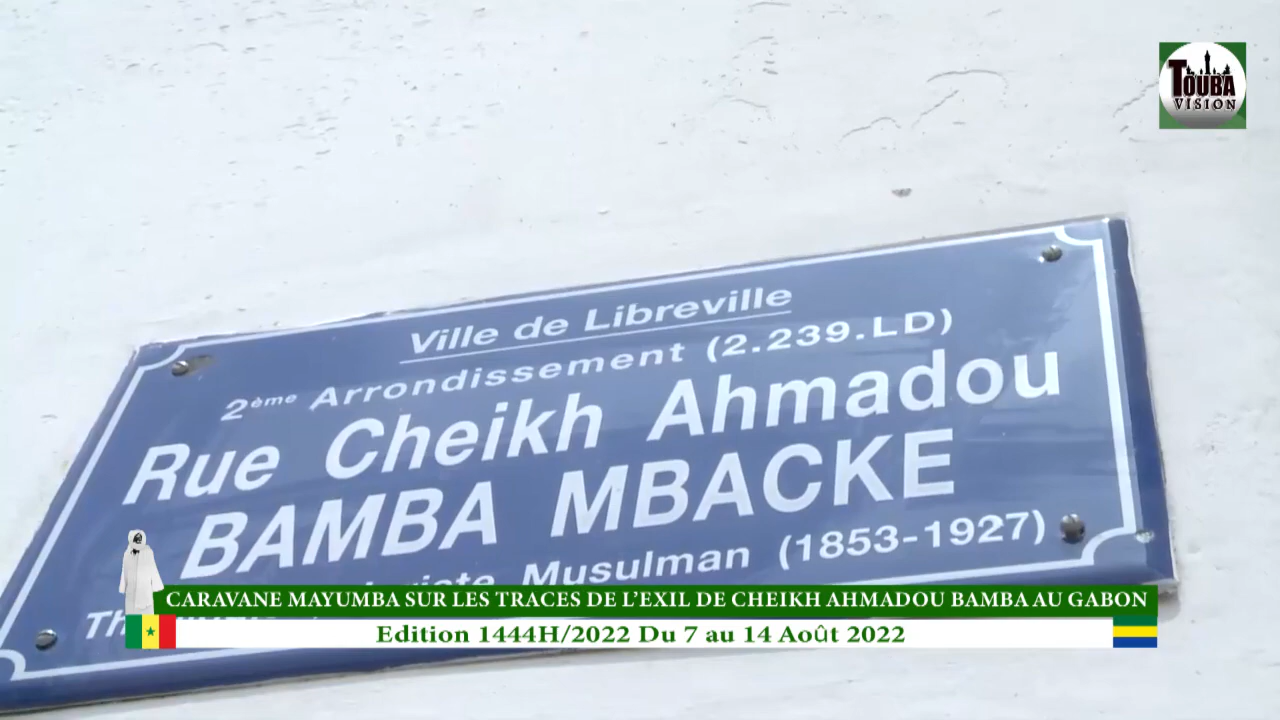 TOUBA
VISION
Ville de Libreville
2ème Arrondissement (2.239.LD)
Rue Cheikh Ahmadou
BAMBA MBACKE
Musulman (1853-1927)
CARAVANE MAYUMBA SUR LES TRACES DE L'EXIL DE CHEIKH AHMADOU BAMBA AU GABON
Edition 1444H/2022 Du 7 au 14 Août 2022